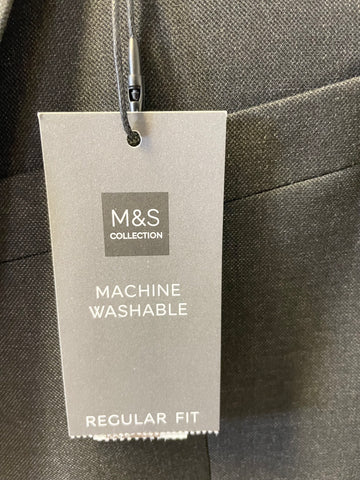 M&S
COLLECTION
MACHINE
WASHABLE
REGULAR FIT